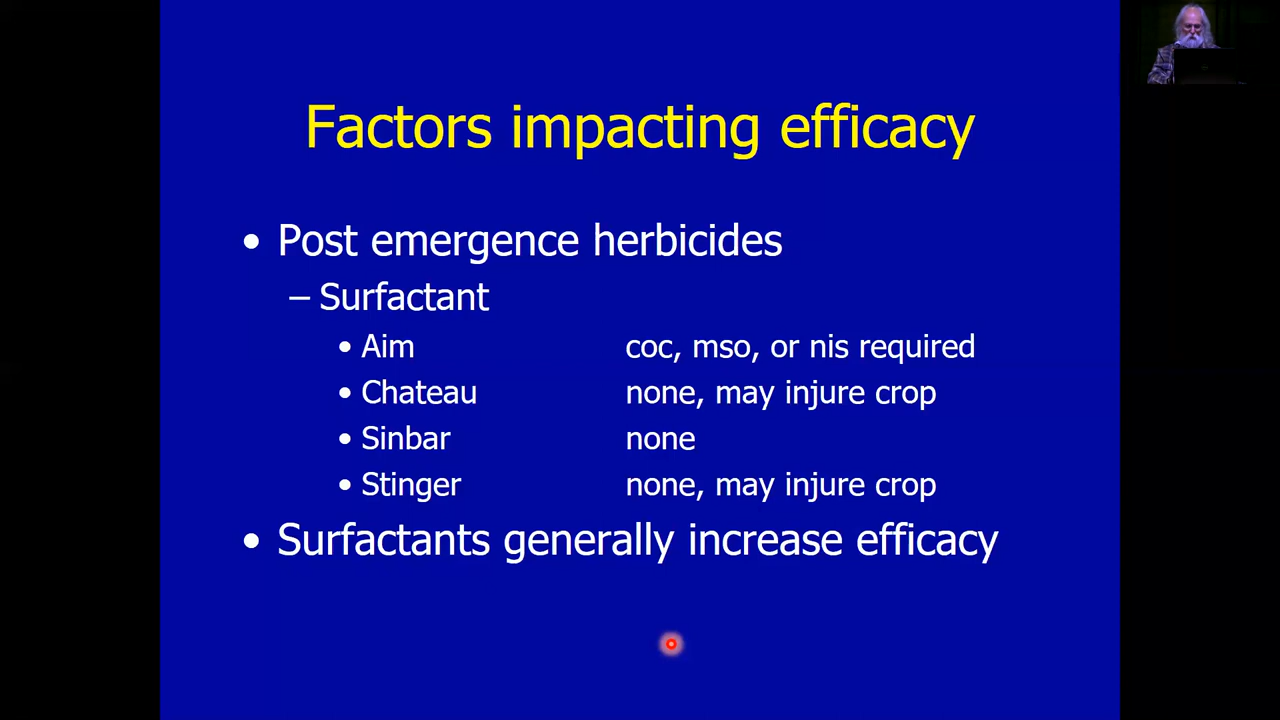 Factors impacting efficacy
• Post emergence herbicides
– Surfactant
• Aim coc, mso, or nis required
• Chateau none, may injure crop
• Sinbar none
• Stinger none, may injure crop
• Surfactants generally increase efficacy